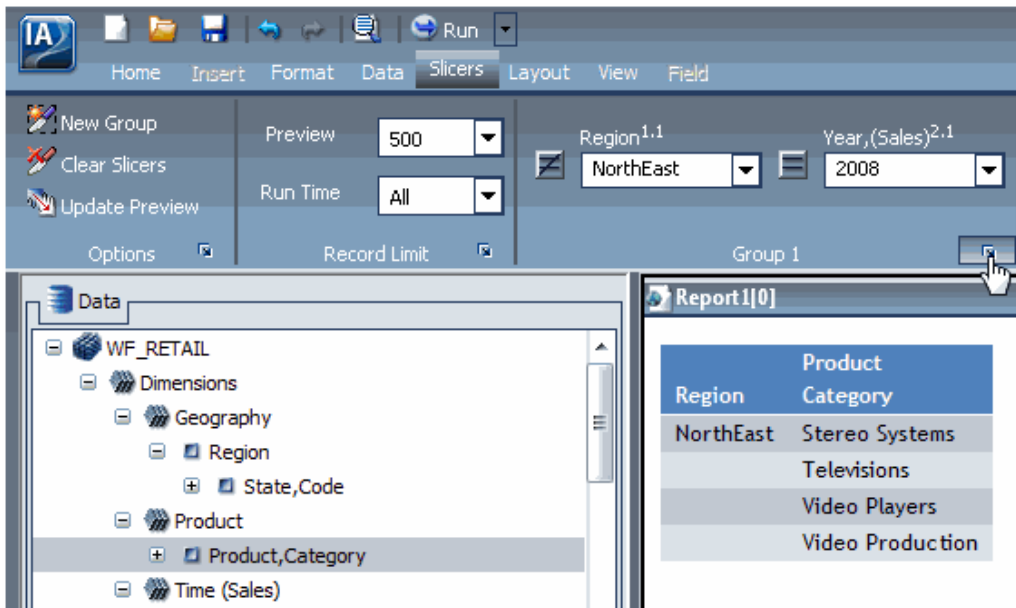 IA
Run
Home Insert Format Data Slicers Layout View Field
New Group
Clear Slicers
Update Preview
Options
Preview 500
Run Time All
Record Limit
Region1.1 Year,(Sales)2.1
NorthEast 2008
Group 1
Data
WF_RETAIL
Dimensions
Geography
Region
State,Code
Product
Product,Category
Time (Sales)
Report1[0]
Product
Region Category
NorthEast Stereo Systems
Televisions
Video Players
Video Production